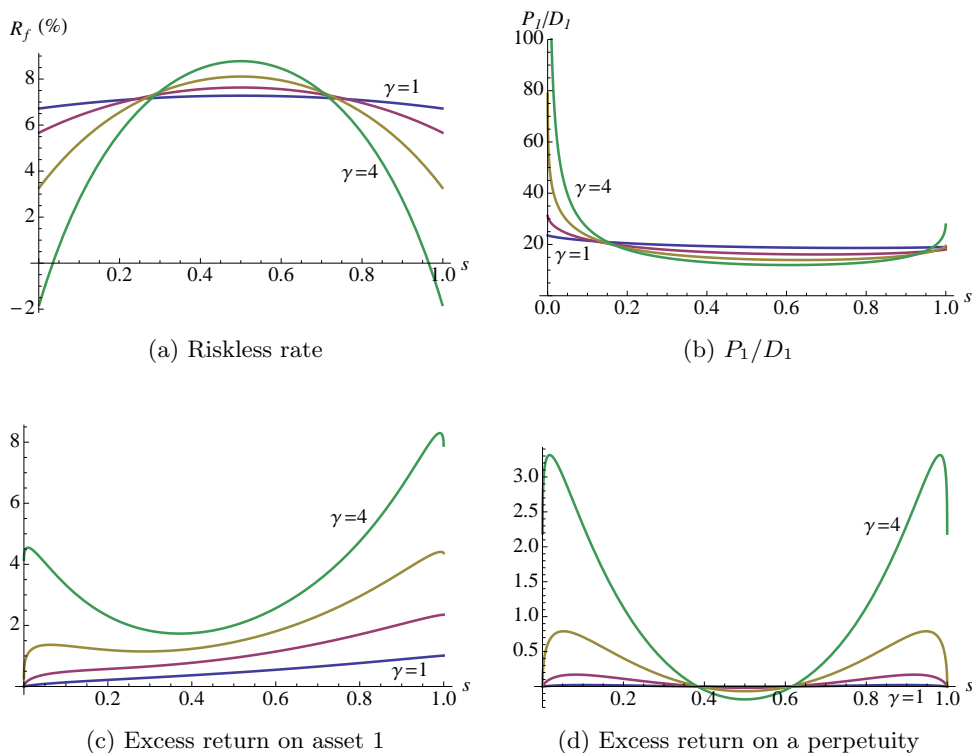 R_f (%)
8
6
4
2
−2
0.2 0.4 0.6 0.8 1.0 s
γ=1
γ=4
(a) Riskless rate
P_1/D_1
100
80
60
40
20
0.0 0.2 0.4 0.6 0.8 1.0 s
γ=4
γ=1
(b) P_1/D_1
8
6
4
2
0.2 0.4 0.6 0.8 1.0 s
γ=4
γ=1
(c) Excess return on asset 1
3.0
2.5
2.0
1.5
1.0
0.5
0.2 0.4 0.6 0.8 1.0 s
γ=4
γ=1
(d) Excess return on a perpetuity